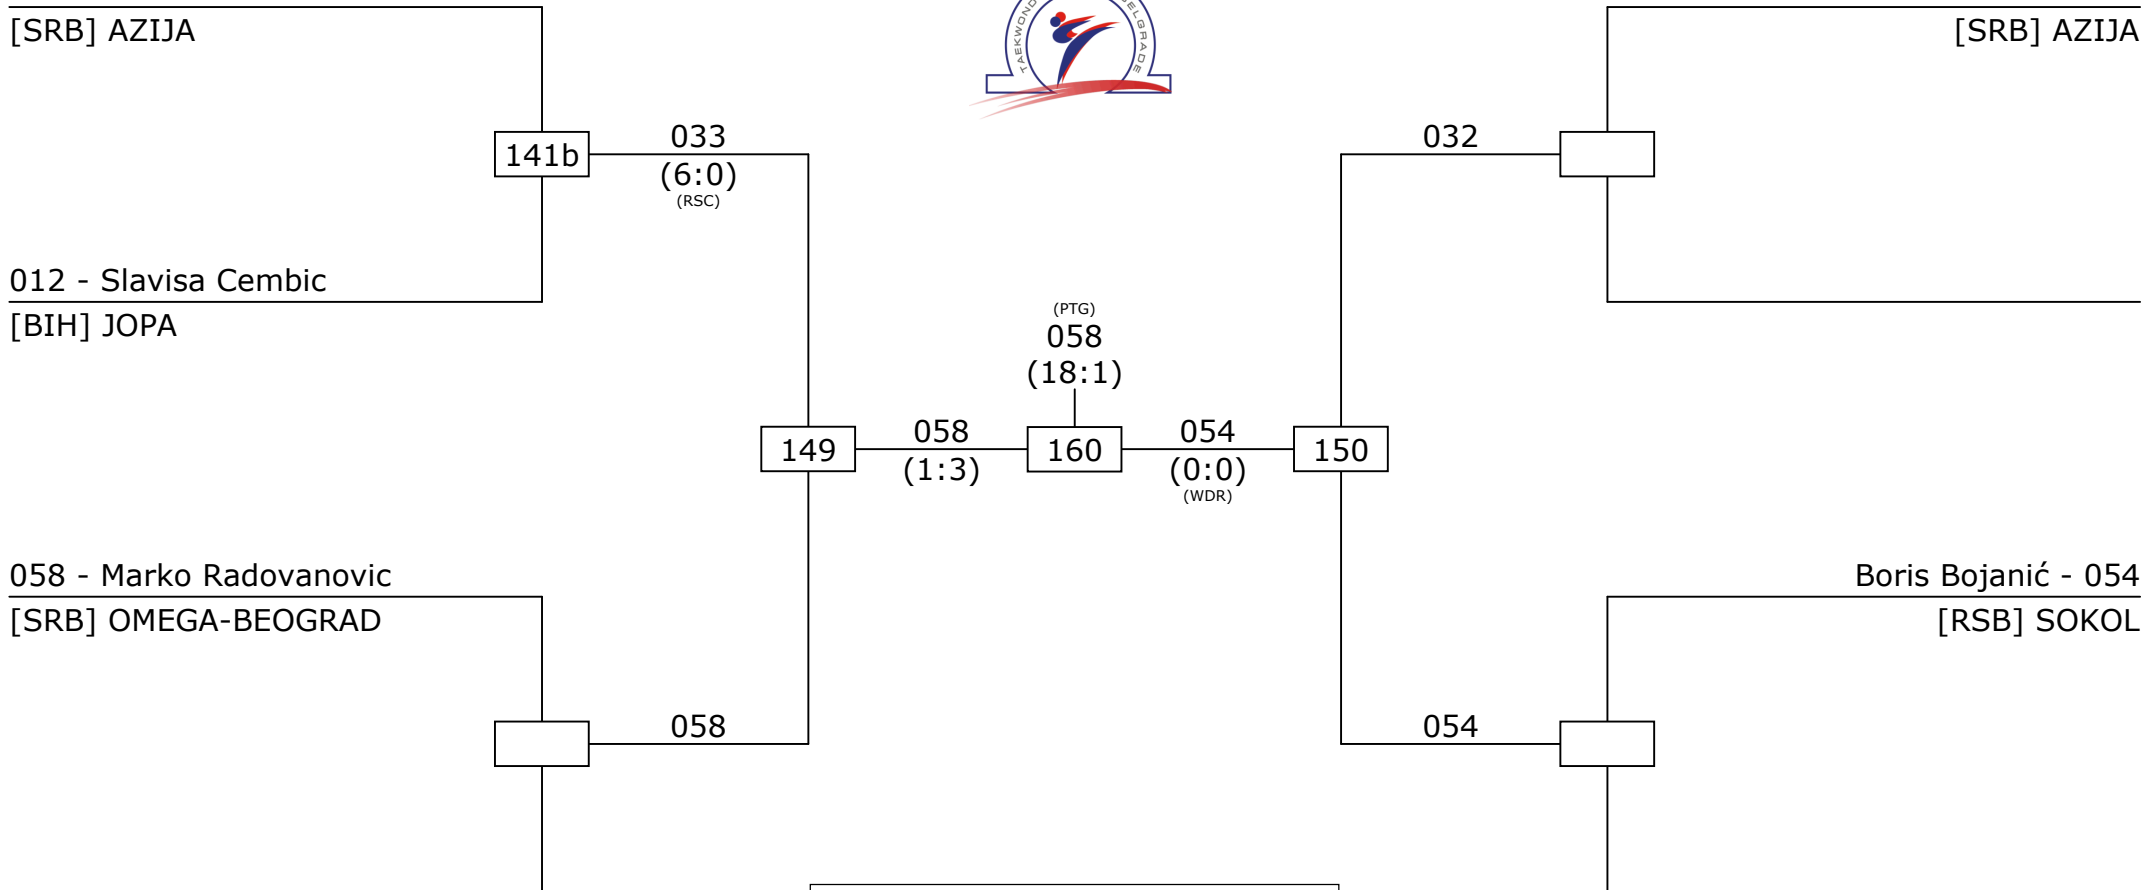 [SRB] AZIJA
TAEKWONDO
BELGRADE
[SRB] AZIJA
141b
033
(6:0)
(RSC)
032
012 - Slavisa Cembic
[BIH] JOPA
(PTG)
058
(18:1)
149
058
(1:3)
160
054
(0:0)
(WDR)
150
058 - Marko Radovanovic
[SRB] OMEGA-BEOGRAD
Boris Bojanić - 054
[RSB] SOKOL
058
054